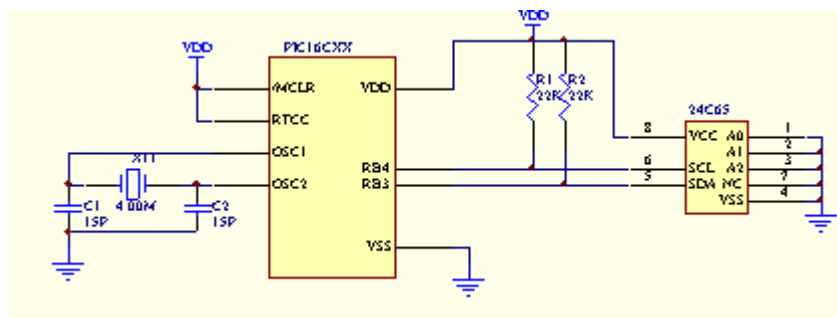 VDD
PIC16CXX
VDD
/MCLR
VDD
R1
R2
22K
22K
24C65
RTCC
8
VCC
A0
1
A1
2
OSC1
XT1
RB4
6
SCL
A2
3
OSC2
RB3
5
SDA
NC
7
VSS
4
C1
4.00M
C2
15P
15P
VSS